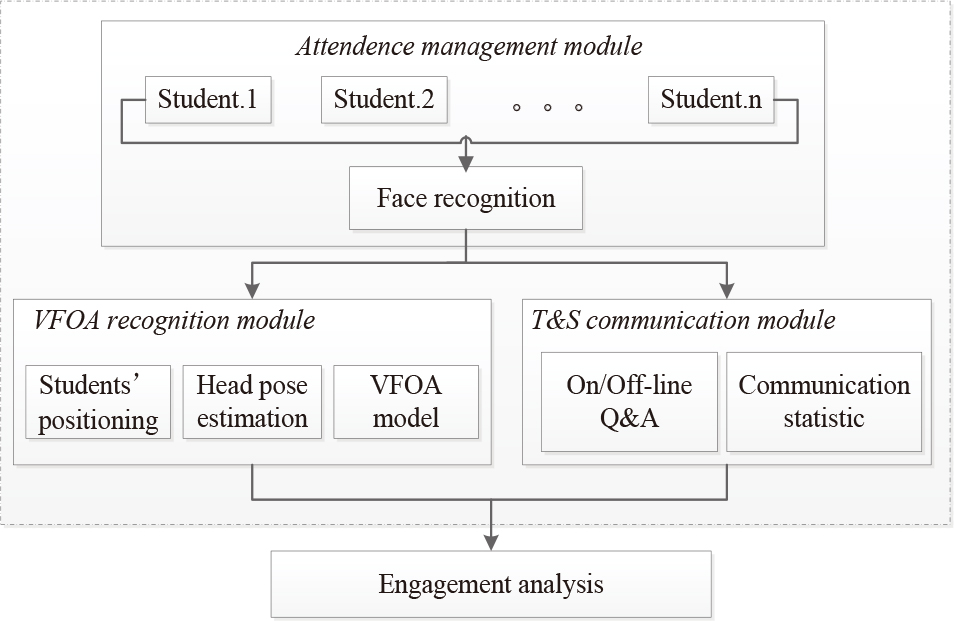 Attendence management module
Student.1
Student.2
Student.n
Face recognition
VFOA recognition module
T&S communication module
Students’
positioning
Head pose
estimation
VFOA
model
On/Off-line
Q&A
Communication
statistic
Engagement analysis